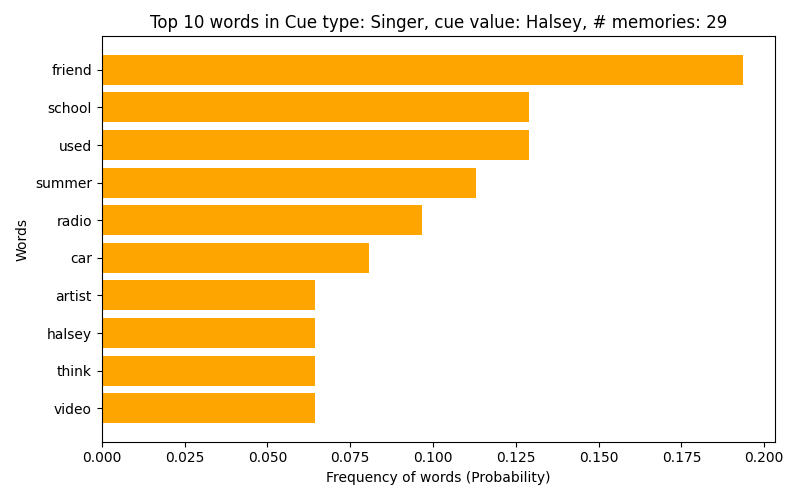 Top 10 words in Cue type: Singer, cue value: Halsey, # memories: 29
friend
school
used
summer
radio
car
artist
halsey
think
video
Words
0.000 0.025 0.050 0.075 0.100 0.125 0.150 0.175 0.200
Frequency of words (Probability)